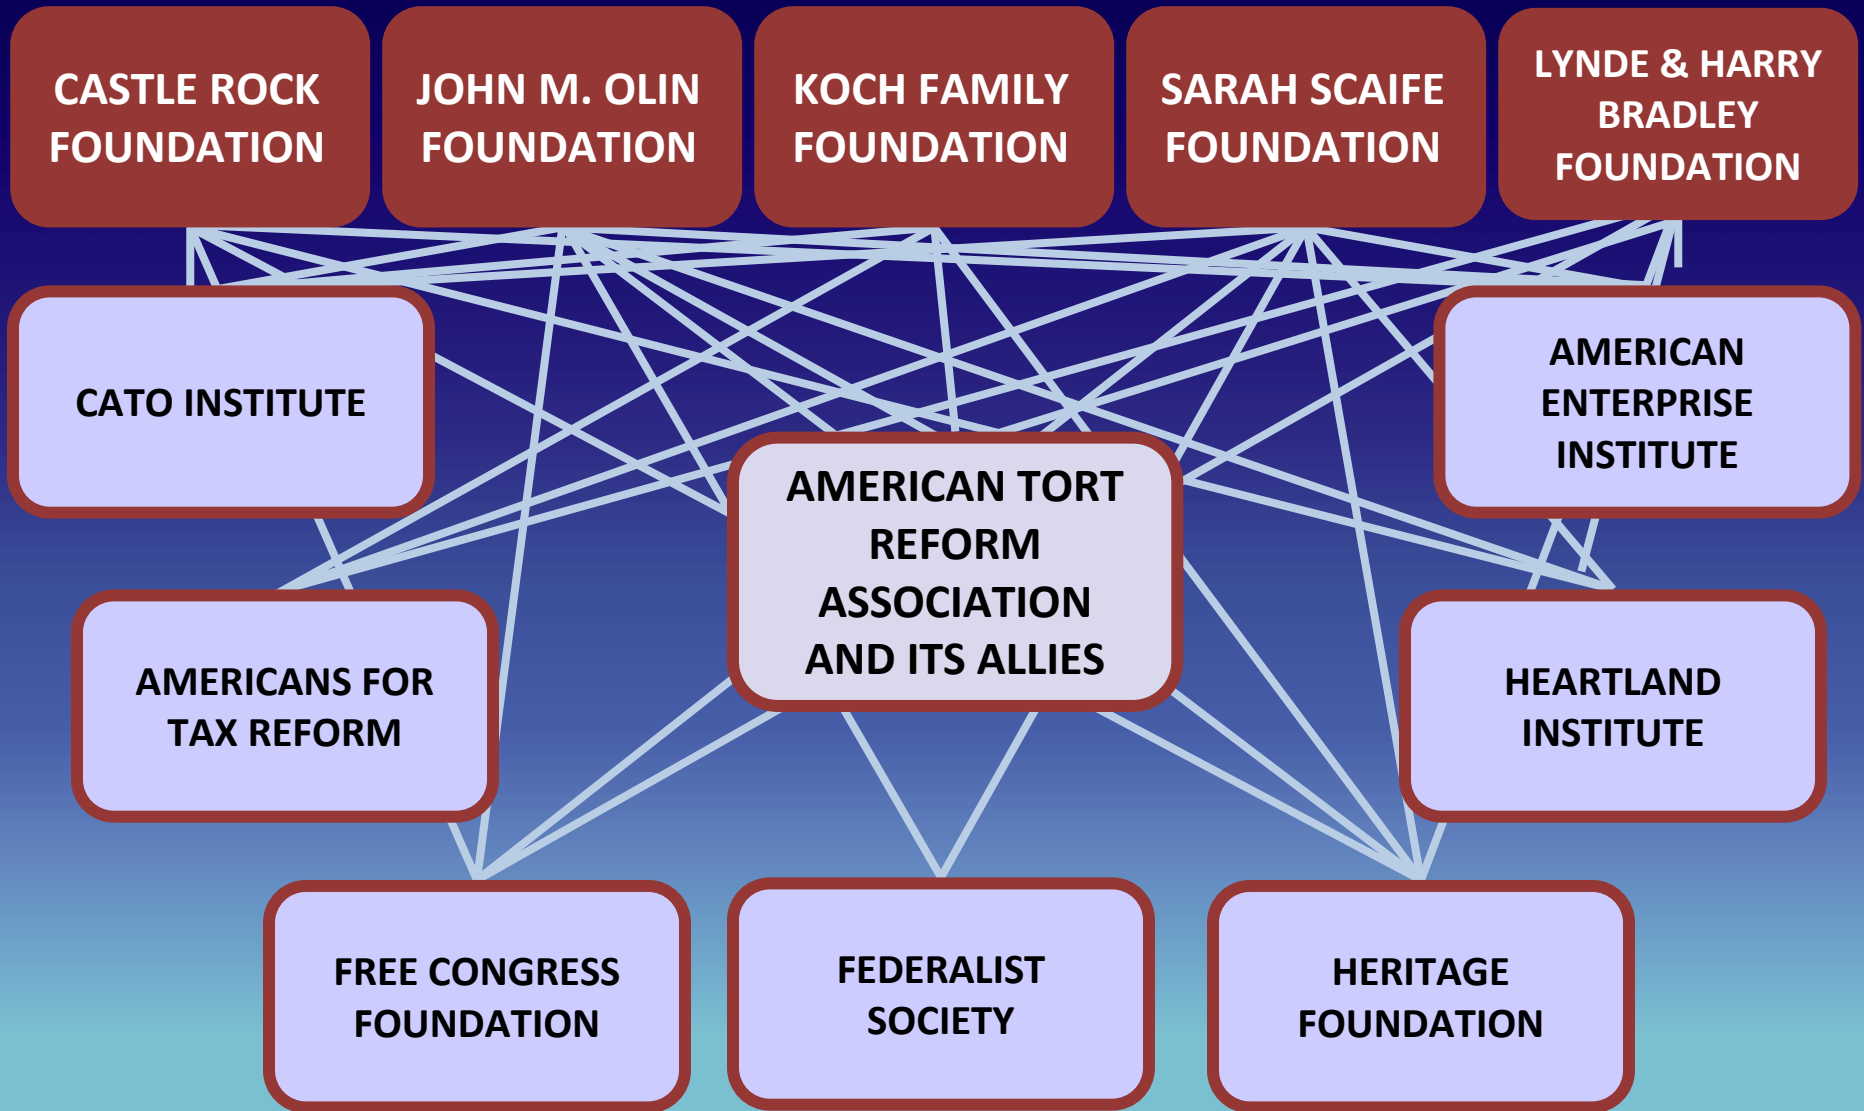 CASTLE ROCK
FOUNDATION
JOHN M. OLIN
FOUNDATION
KOCH FAMILY
FOUNDATION
SARAH SCAIFE
FOUNDATION
LYNDE & HARRY
BRADLEY
FOUNDATION
CATO INSTITUTE
AMERICAN
ENTERPRISE
INSTITUTE
AMERICAN TORT
REFORM
ASSOCIATION
AND ITS ALLIES
AMERICANS FOR
TAX REFORM
HEARTLAND
INSTITUTE
FREE CONGRESS
FOUNDATION
FEDERALIST
SOCIETY
HERITAGE
FOUNDATION